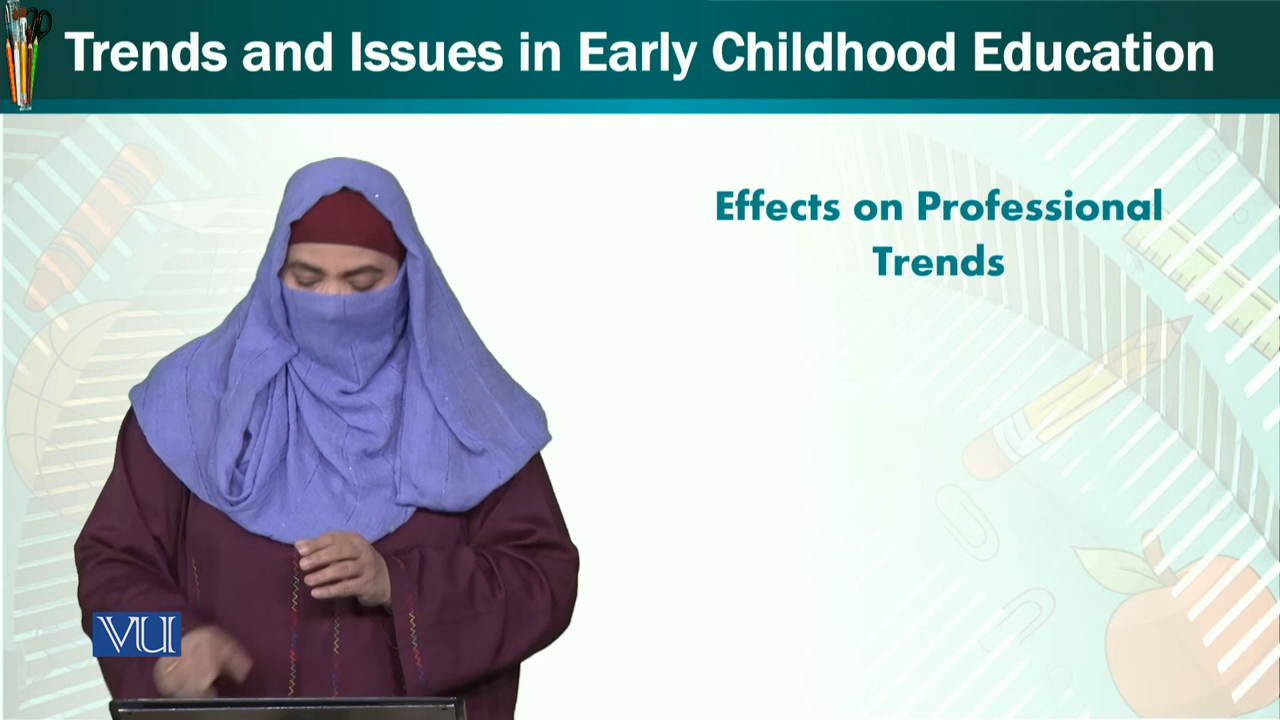 Trends and Issues in Early Childhood Education
Effects on Professional
Trends
VU